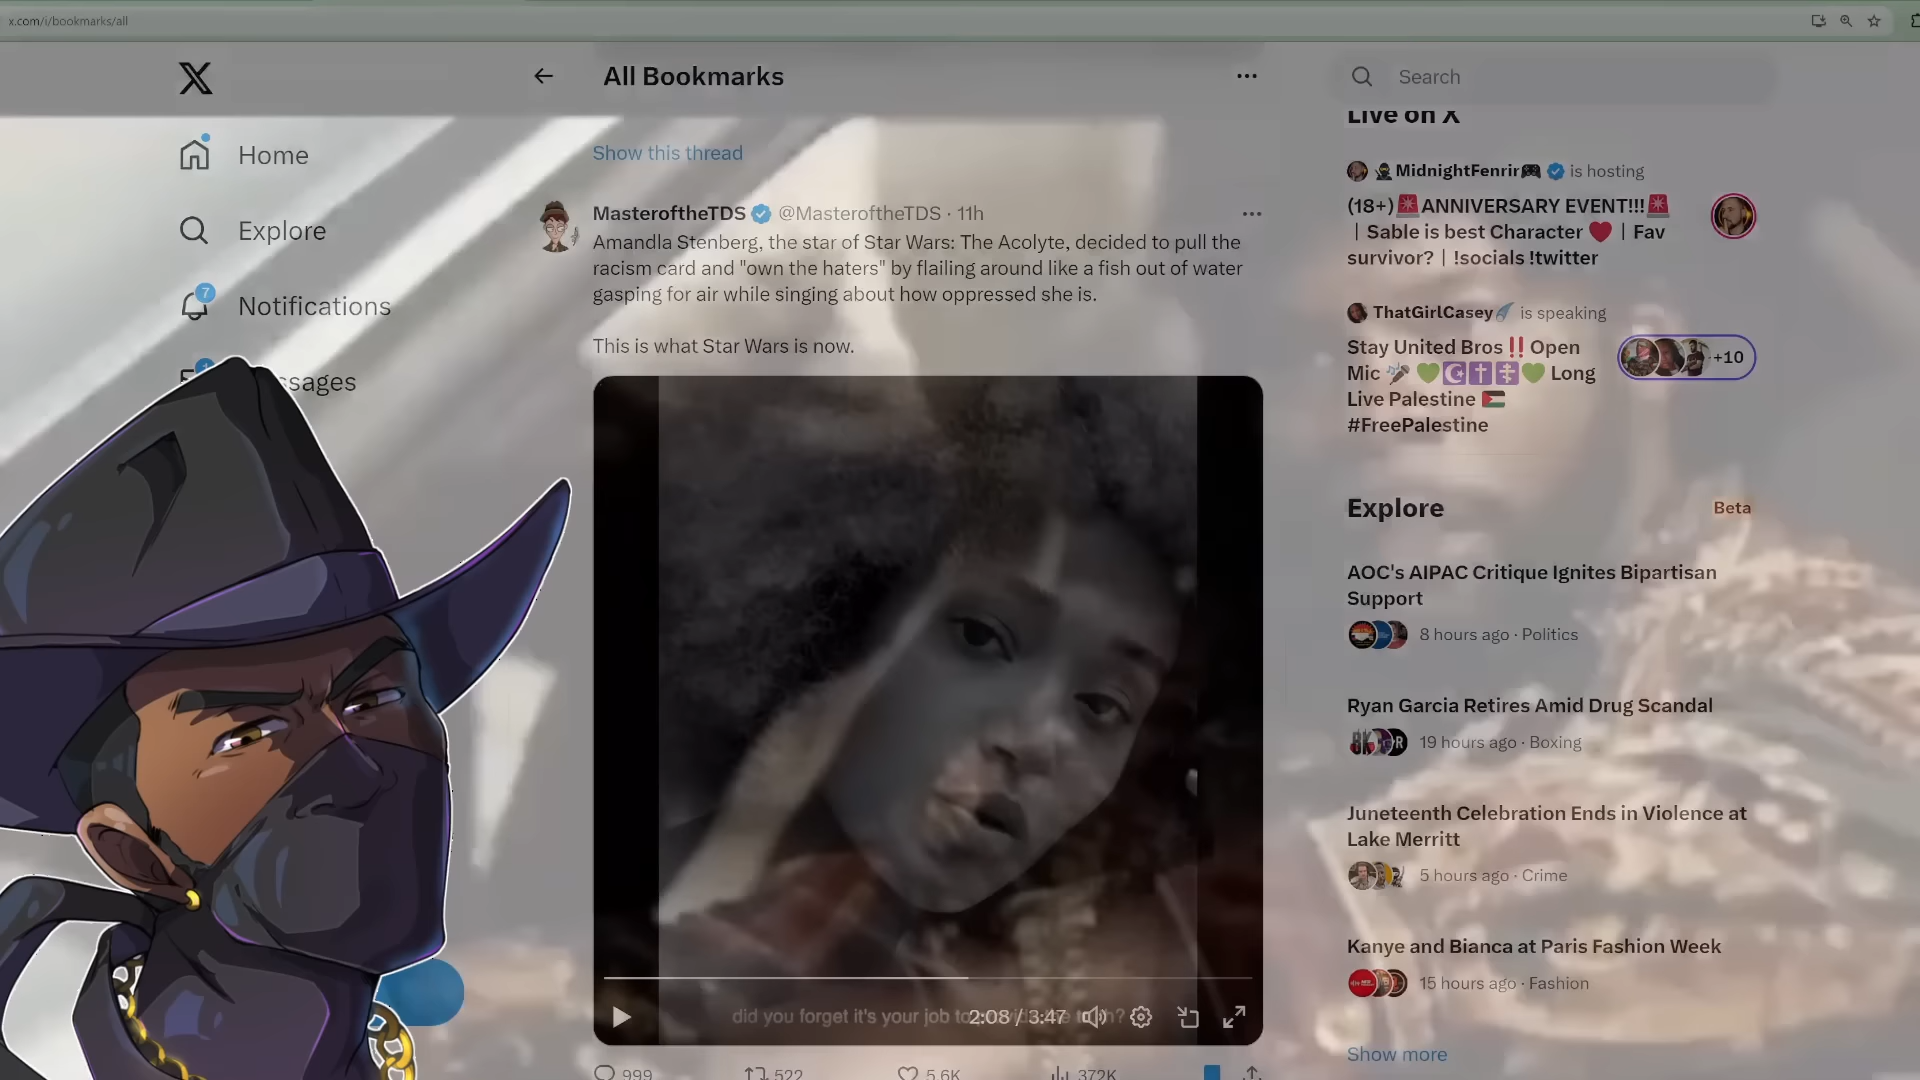 x.com/i/bookmarks/all
All Bookmarks
Search
Home
Explore
7
Notifications
Show this thread
MasteroftheTDS @MasteroftheTDS · 11h
Amandla Stenberg, the star of Star Wars: The Acolyte, decided to pull the
racism card and "own the haters" by flailing around like a fish out of water
gasping for air while singing about how oppressed she is.
This is what Star Wars is now.
did you forget it's your job to
2:08 / 3:47
999
522
5.6K
372K
Live on X
MidnightFenrir is hosting
(18+)🚨ANNIVERSARY EVENT!!!🚨
| Sable is best Character ❤️ | Fav
survivor? | !socials !twitter
ThatGirlCasey is speaking
Stay United Bros ‼️ Open
Mic 🎤 💚☪️✝️☦️💚 Long
Live Palestine 🇵🇸
#FreePalestine
+10
Explore
Beta
AOC's AIPAC Critique Ignites Bipartisan
Support
8 hours ago · Politics
Ryan Garcia Retires Amid Drug Scandal
19 hours ago · Boxing
Juneteenth Celebration Ends in Violence at
Lake Merritt
5 hours ago · Crime
Kanye and Bianca at Paris Fashion Week
15 hours ago · Fashion
Show more